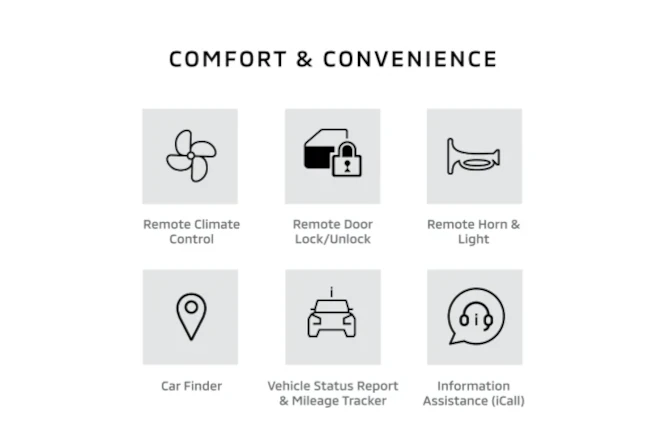 COMFORT & CONVENIENCE
Remote Climate
Control
Remote Door
Lock/Unlock
Remote Horn &
Light
i
i
Car Finder
Vehicle Status Report
& Mileage Tracker
Information
Assistance (iCall)